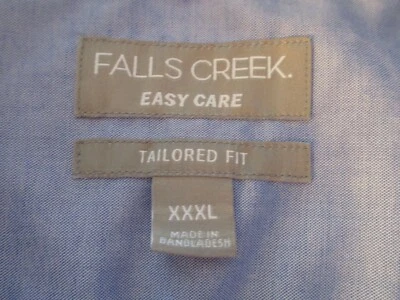 FALLS CREEK.
EASY CARE
TAILORED FIT
XXXL
MADE IN
BANGLADESH